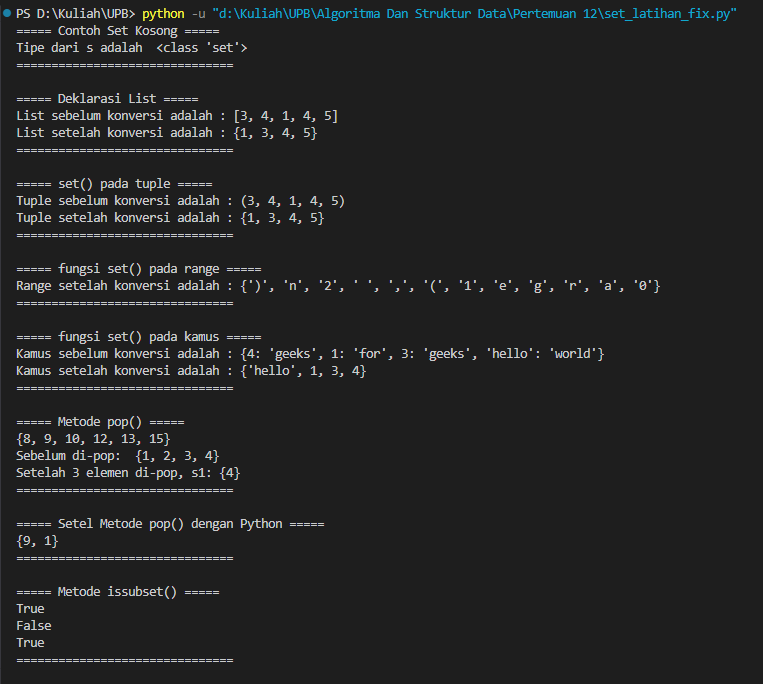 PS D:\Kuliah\UPB> python -u "d:\Kuliah\UPB\Algoritma Dan Struktur Data\Pertemuan 12\set_latihan_fix.py"
===== Contoh Set Kosong =====
Tipe dari s adalah  <class 'set'>
===============================
===== Deklarasi List =====
List sebelum konversi adalah : [3, 4, 1, 4, 5]
List setelah konversi adalah : {1, 3, 4, 5}
===============================
===== set() pada tuple =====
Tuple sebelum konversi adalah : (3, 4, 1, 4, 5)
Tuple setelah konversi adalah : {1, 3, 4, 5}
===============================
===== fungsi set() pada range =====
Range setelah konversi adalah : {')', 'n', '2', ' ', ',', '(', '1', 'e', 'g', 'r', 'a', '0'}
===============================
===== fungsi set() pada kamus =====
Kamus sebelum konversi adalah : {4: 'geeks', 1: 'for', 3: 'geeks', 'hello': 'world'}
Kamus setelah konversi adalah : {'hello', 1, 3, 4}
===============================
===== Metode pop() =====
{8, 9, 10, 12, 13, 15}
Sebelum di-pop:  {1, 2, 3, 4}
Setelah 3 elemen di-pop, s1: {4}
===============================
===== Setel Metode pop() dengan Python =====
{9, 1}
===============================
===== Metode issubset() =====
True
False
True
===============================